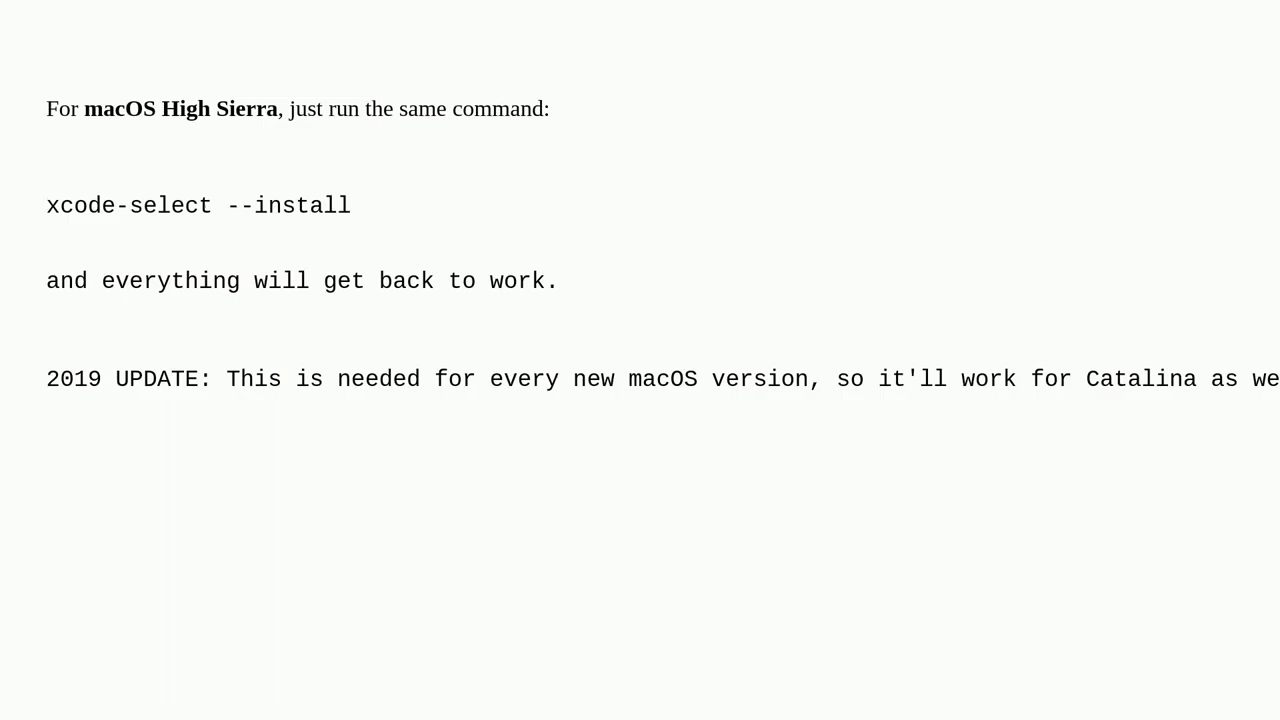 For macOS High Sierra, just run the same command:
xcode-select --install
and everything will get back to work.
2019 UPDATE: This is needed for every new macOS version, so it'll work for Catalina as we